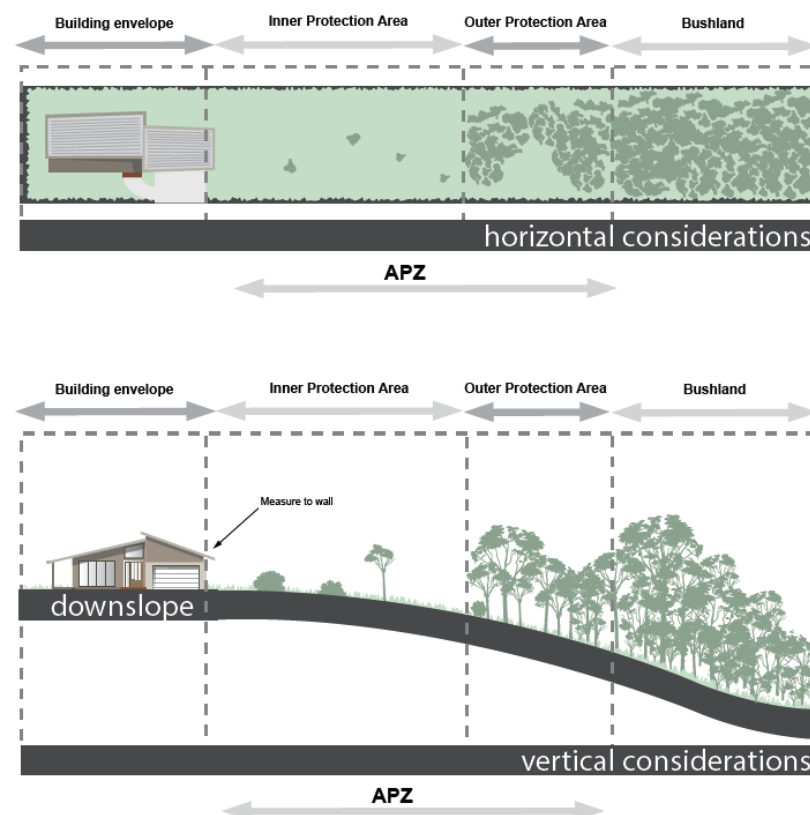 Building envelope
Inner Protection Area
Outer Protection Area
Bushland
horizontal considerations
APZ
Building envelope
Inner Protection Area
Outer Protection Area
Bushland
Measure to wall
downslope
vertical considerations
APZ